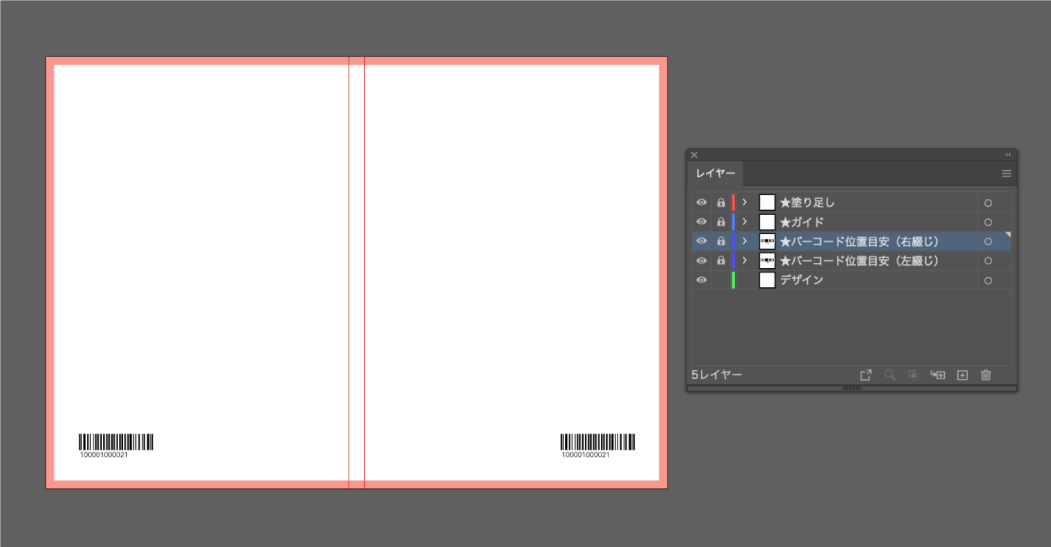 レイヤー
★塗り足し
★ガイド
★バーコード位置目安（右綴じ）
★バーコード位置目安（左綴じ）
デザイン
5レイヤー
100001000021
100001000021